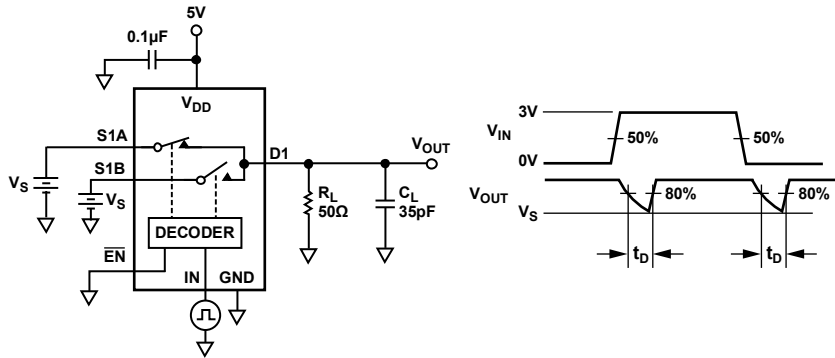 5V
0.1µF
VDD
S1A
D1
VOUT
S1B
VS
VS
RL
50Ω
CL
35pF
DECODER
EN
IN
GND
3V
VIN
50%
50%
0V
VOUT
80%
80%
VS
tD
tD